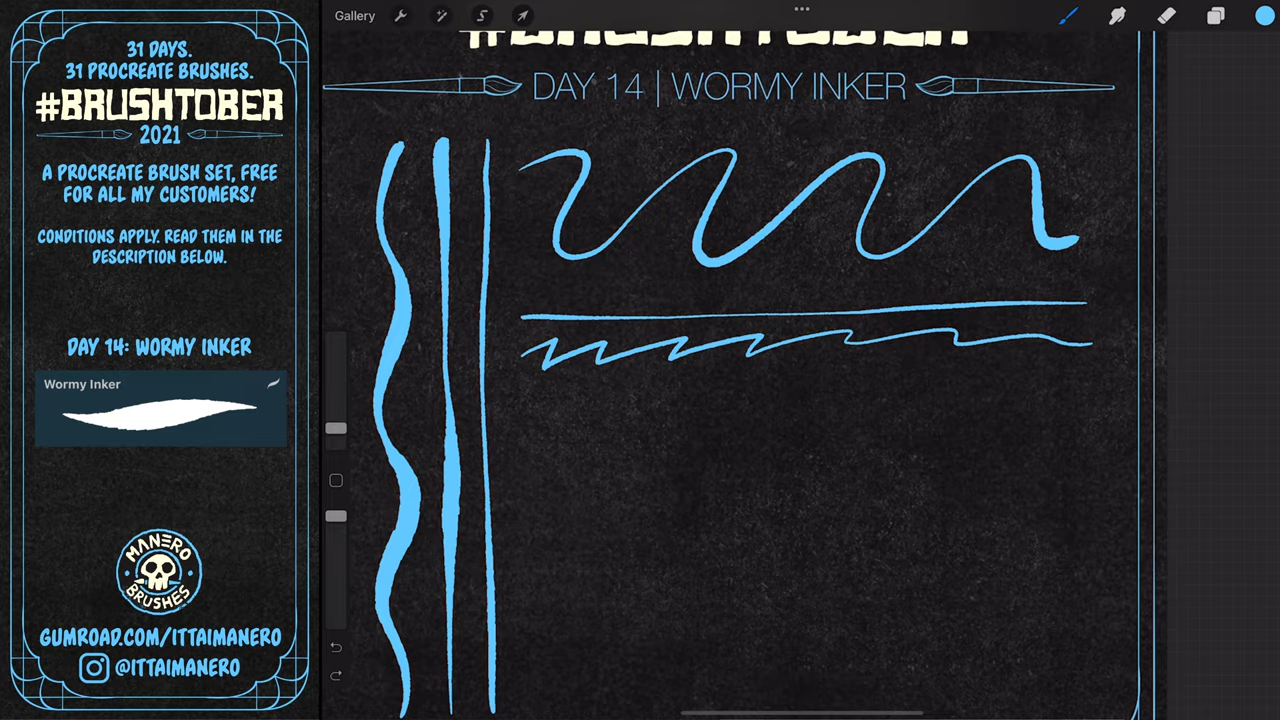 31 DAYS.
31 PROCREATE BRUSHES.
#BRUSHTOBER
2021
A PROCREATE BRUSH SET, FREE
FOR ALL MY CUSTOMERS!
CONDITIONS APPLY. READ THEM IN THE
DESCRIPTION BELOW.
DAY 14: WORMY INKER
Wormy Inker
MANERO
BRUSHES
GUMROAD.COM/ITTAIMANERO
@ITTAIMANERO
Gallery
#BRUSHTOBER
DAY 14 | WORMY INKER